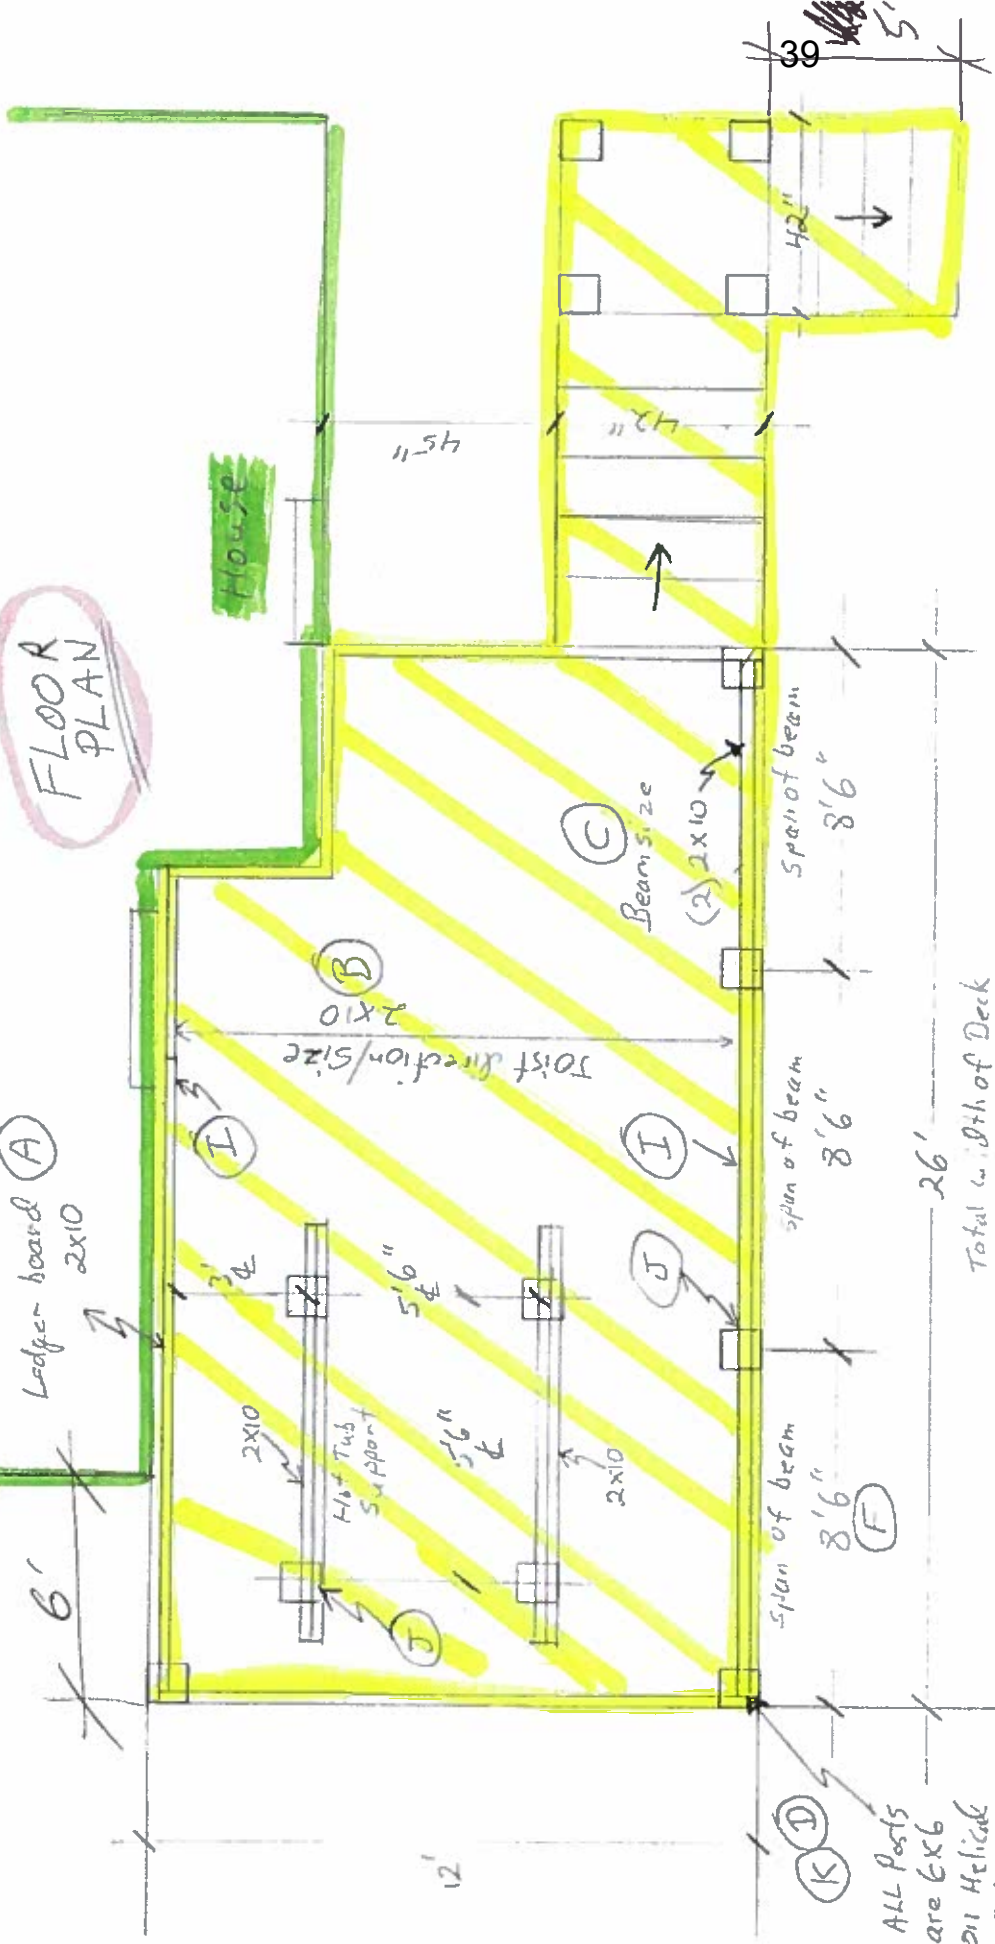 39
5'
FLOOR
PLAN
House
6'
Ledger board
2x10
A
45"
42"
42"
B
2x10
Joist direction/Size
C
Beam size
(2) 2x10
I
I
J
J
3'
℄
5'6"
℄
5'6"
℄
2x10
Hot Tub
Support
2x10
span of beam
8'6"
F
span of beam
8'6"
span of beam
8'6"
26'
Total width of Deck
12'
K D
ALL Posts
are 6x6
on Helical